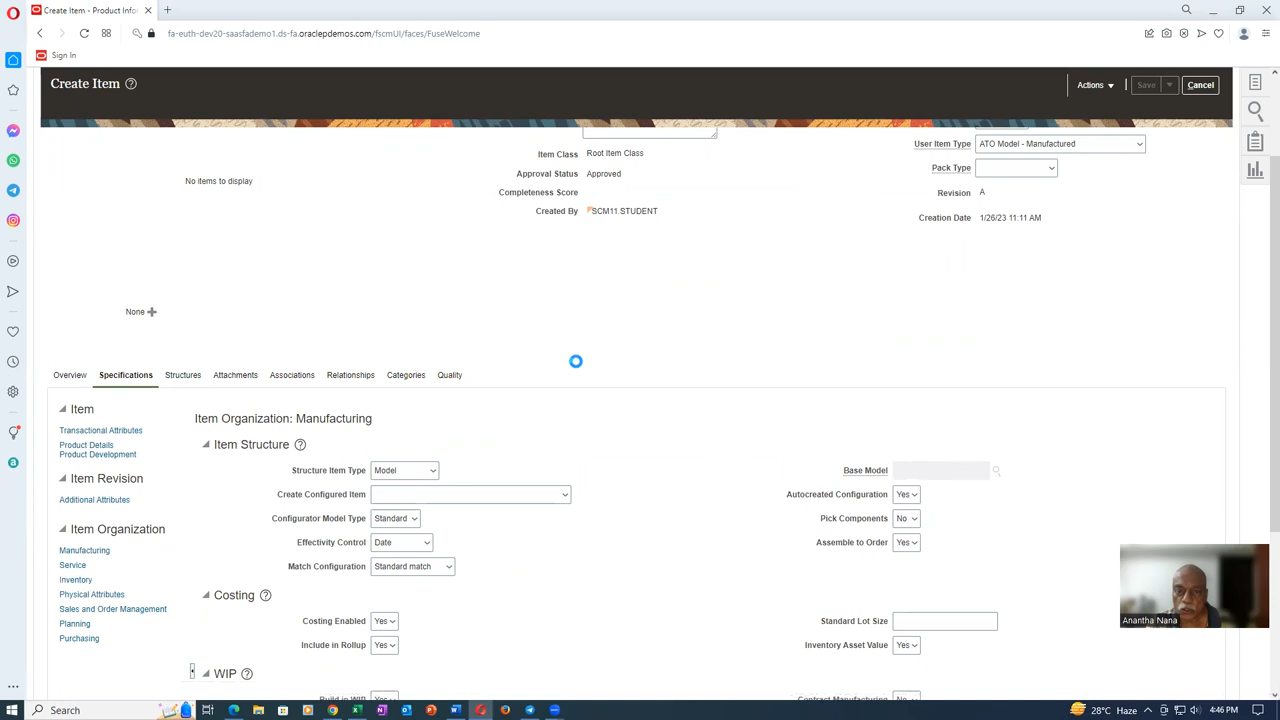 Create Item - Product Infor
fa-euth-dev20-saasfademo1.ds-fa.oraclepdemos.com/fscmUI/faces/FuseWelcome
Sign In
Create Item
Actions
Save
Cancel
User Item Type ATO Model - Manufactured
Item Class Root Item Class
Pack Type
Approval Status Approved
No items to display
Completeness Score
Revision A
Created By SCM11.STUDENT
Creation Date 1/26/23 11:11 AM
None
Overview Specifications Structures Attachments Associations Relationships Categories Quality
Item
Transactional Attributes
Product Details
Product Development
Item Revision
Additional Attributes
Item Organization
Manufacturing
Service
Inventory
Physical Attributes
Sales and Order Management
Planning
Purchasing
Item Organization: Manufacturing
Item Structure
Structure Item Type Model
Base Model
Create Configured Item
Autocreated Configuration Yes
Configurator Model Type Standard
Pick Components No
Effectivity Control Date
Assemble to Order Yes
Match Configuration Standard match
Costing
Costing Enabled Yes
Standard Lot Size
Include in Rollup Yes
Inventory Asset Value Yes
WIP
Build in WIP Yes
Contract Manufacturing No
Anantha Nana
Search
28°C Haze
4:46 PM